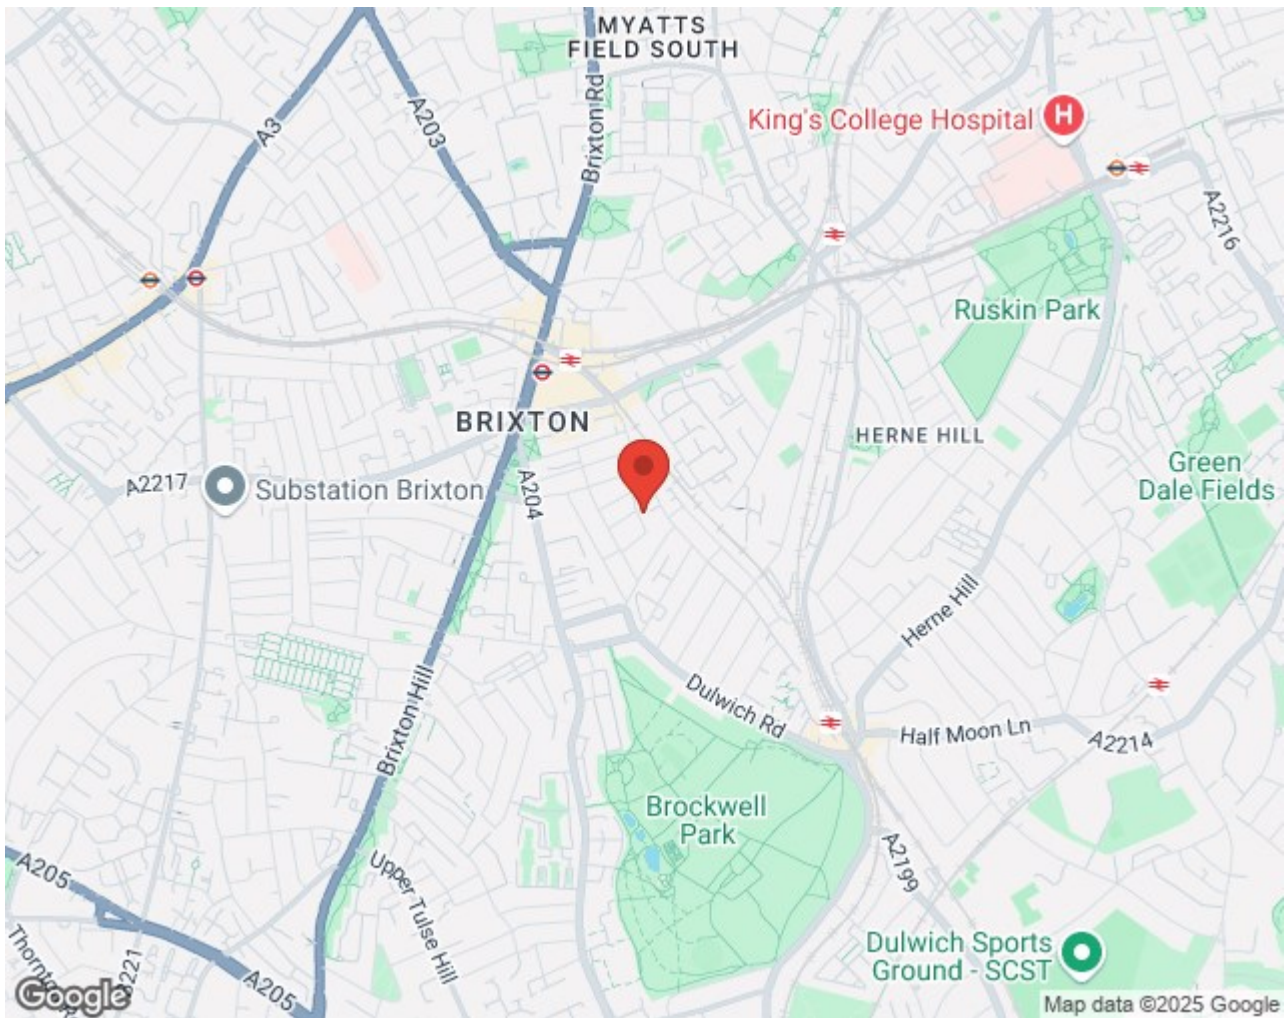 MYATTS
FIELD SOUTH
A3
A203
Brixton Rd
King's College Hospital
H
A2216
Ruskin Park
BRIXTON
HERNE HILL
A2217
Substation Brixton
A204
Green
Dale Fields
Herne Hill
Brixton Hill
Dulwich Rd
Half Moon Ln
A2214
Brockwell
Park
A205
Upper Tulse Hill
A2199
Dulwich Sports
Ground - SCST
A205
Google
Map data ©2025 Google